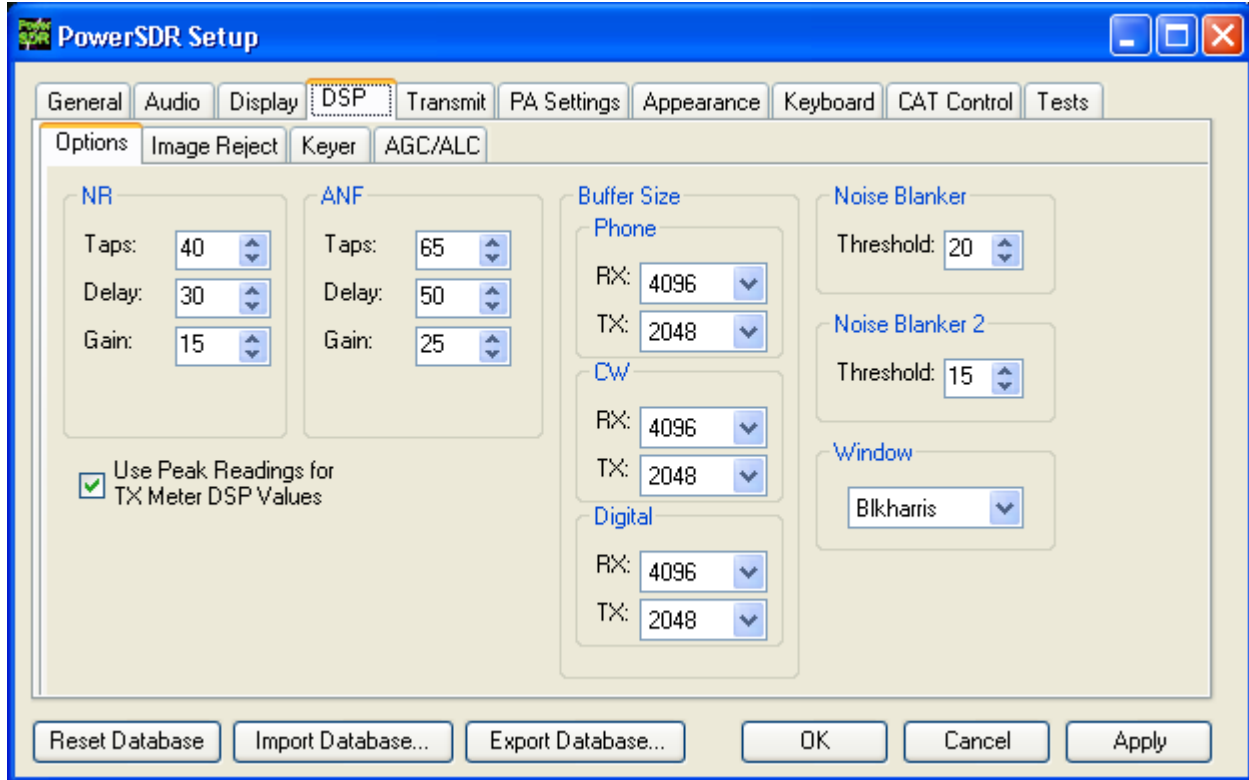 PowerSDR Setup
General Audio Display DSP Transmit PA Settings Appearance Keyboard CAT Control Tests
Options Image Reject Keyer AGC/ALC
NR
Taps: 40
Delay: 30
Gain: 15
ANF
Taps: 65
Delay: 50
Gain: 25
Use Peak Readings for
TX Meter DSP Values
Buffer Size
Phone
RX: 4096
TX: 2048
CW
RX: 4096
TX: 2048
Digital
RX: 4096
TX: 2048
Noise Blanker
Threshold: 20
Noise Blanker 2
Threshold: 15
Window
Blkharris
Reset Database Import Database... Export Database... OK Cancel Apply